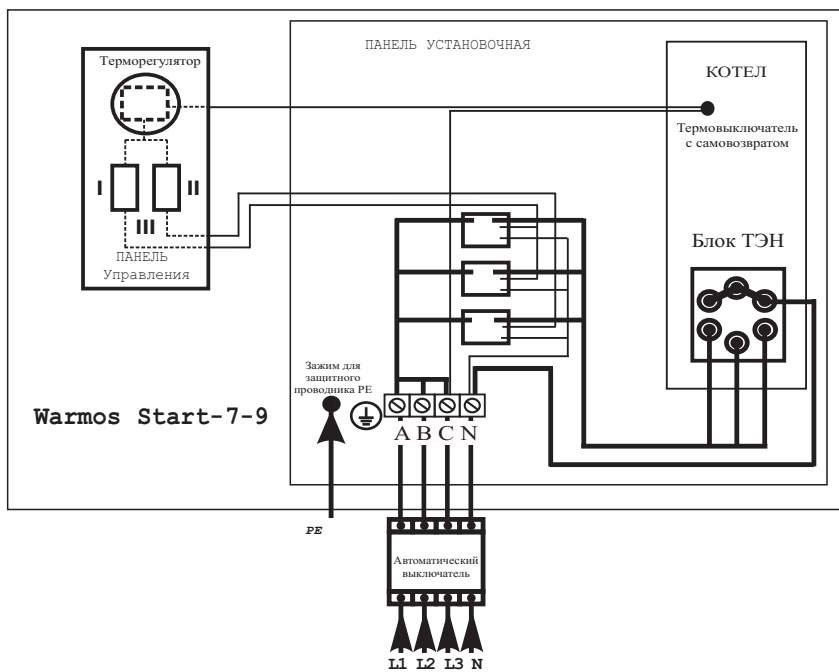 ПАНЕЛЬ УСТАНОВОЧНАЯ
Терморегулятор
КОТЕЛ
Термовыключатель
с самовозвратом
I
II
III
ПАНЕЛЬ
Управления
Блок ТЭН
Зажим для
защитного
проводника PE
Warmos Start-7-9
A B C N
PE
Автоматический
выключатель
L1 L2 L3 N